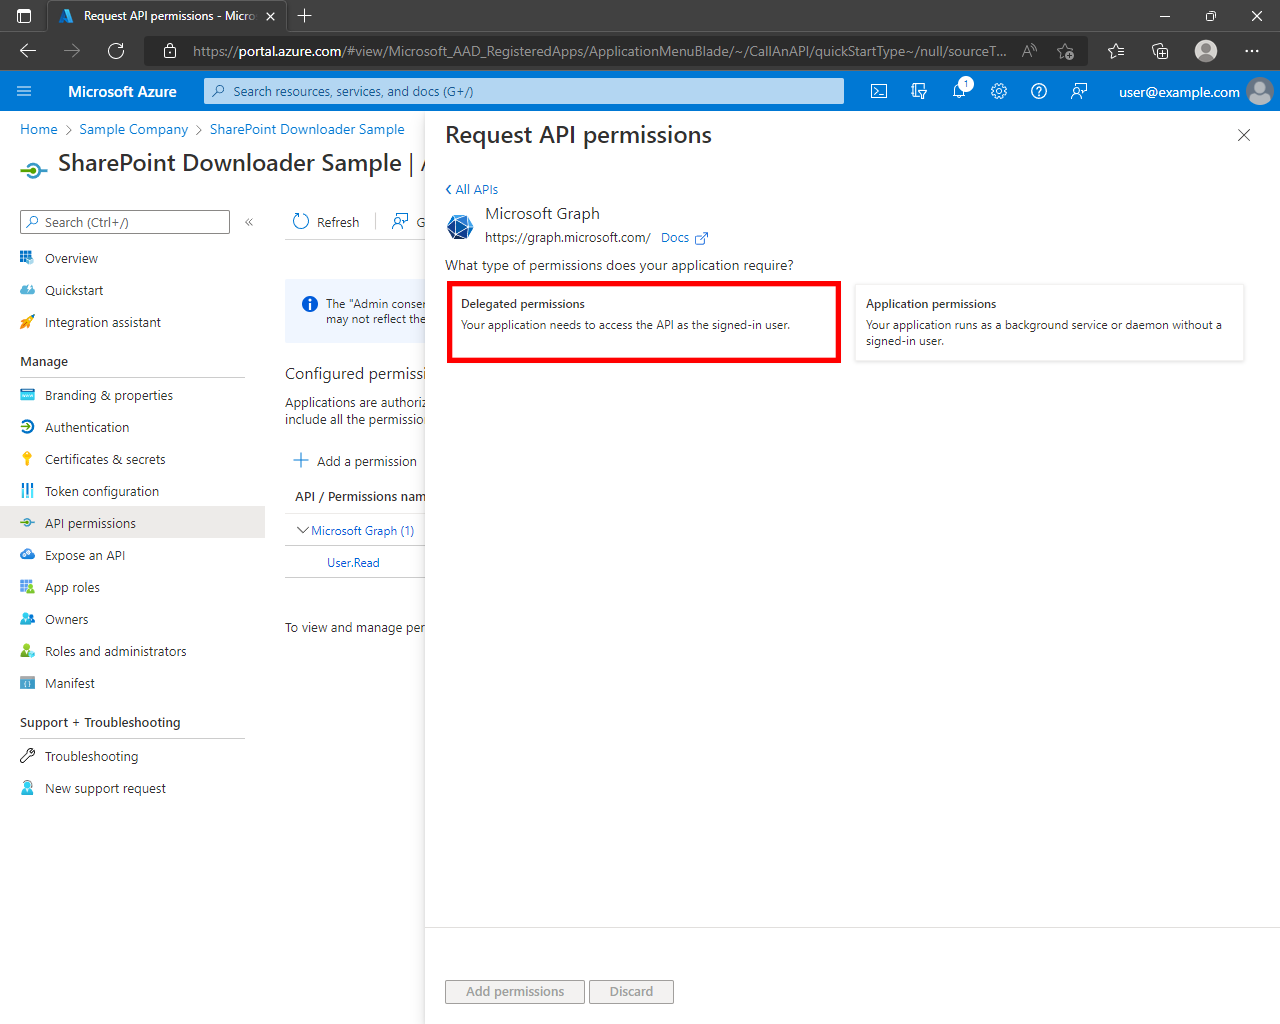 Request API permissions - Micro
https://portal.azure.com/#view/Microsoft_AAD_RegisteredApps/ApplicationMenuBlade/~/CallAnAPI/quickStartType~/null/sourceT...
Microsoft Azure
Search resources, services, and docs (G+/)
1
user@example.com
Home > Sample Company > SharePoint Downloader Sample
SharePoint Downloader Sample | A
Search (Ctrl+/)
«
Overview
Quickstart
Integration assistant
Manage
Branding & properties
Authentication
Certificates & secrets
Token configuration
API permissions
Expose an API
App roles
Owners
Roles and administrators
Manifest
Support + Troubleshooting
Troubleshooting
New support request
Refresh
G
The "Admin conser
may not reflect the
Configured permissi
Applications are authoriz
include all the permission
Add a permission
API / Permissions nam
Microsoft Graph (1)
User.Read
To view and manage per
Request API permissions
All APIs
Microsoft Graph
https://graph.microsoft.com/ Docs
What type of permissions does your application require?
Delegated permissions
Your application needs to access the API as the signed-in user.
Application permissions
Your application runs as a background service or daemon without a
signed-in user.
Add permissions
Discard